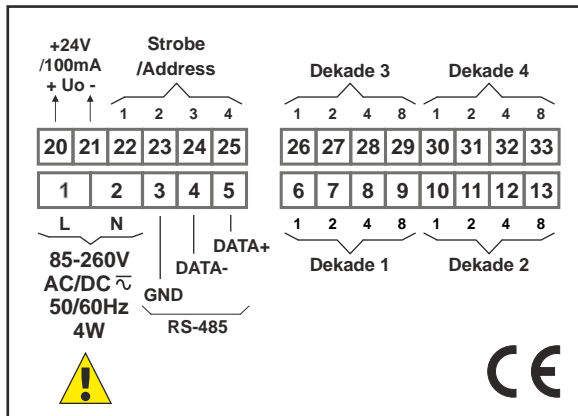 +24V
/100mA
+ Uo -
Strobe
/Address
1 2 3 4
Dekade 3
1 2 4 8
Dekade 4
1 2 4 8
20 21 22 23 24 25
26 27 28 29 30 31 32 33
1 2 3 4 5
6 7 8 9 10 11 12 13
L N
85-260V
AC/DC
50/60Hz
4W
GND
DATA-
DATA+
RS-485
1 2 4 8
Dekade 1
1 2 4 8
Dekade 2
!
CE